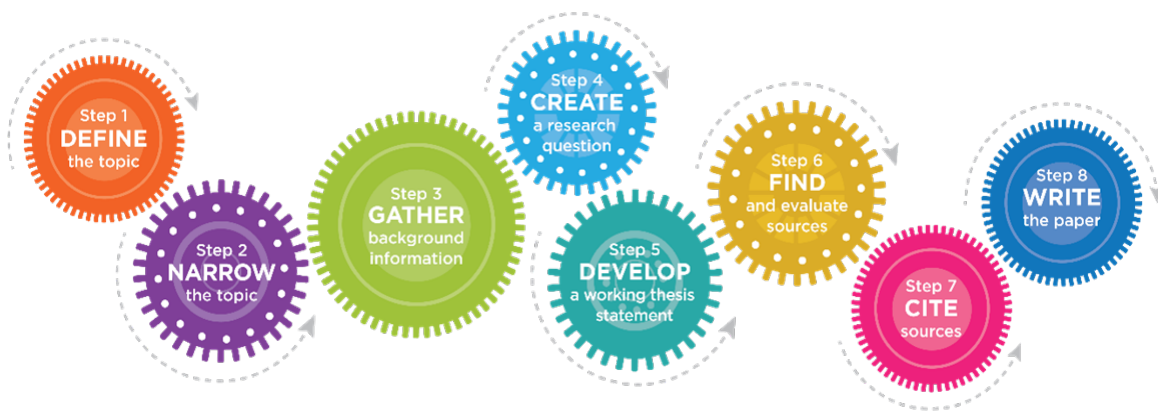 Step 1
DEFINE
the topic
Step 2
NARROW
the topic
Step 3
GATHER
background
information
Step 4
CREATE
a research
question
Step 5
DEVELOP
a working thesis
statement
Step 6
FIND
and evaluate
sources
Step 7
CITE
sources
Step 8
WRITE
the paper